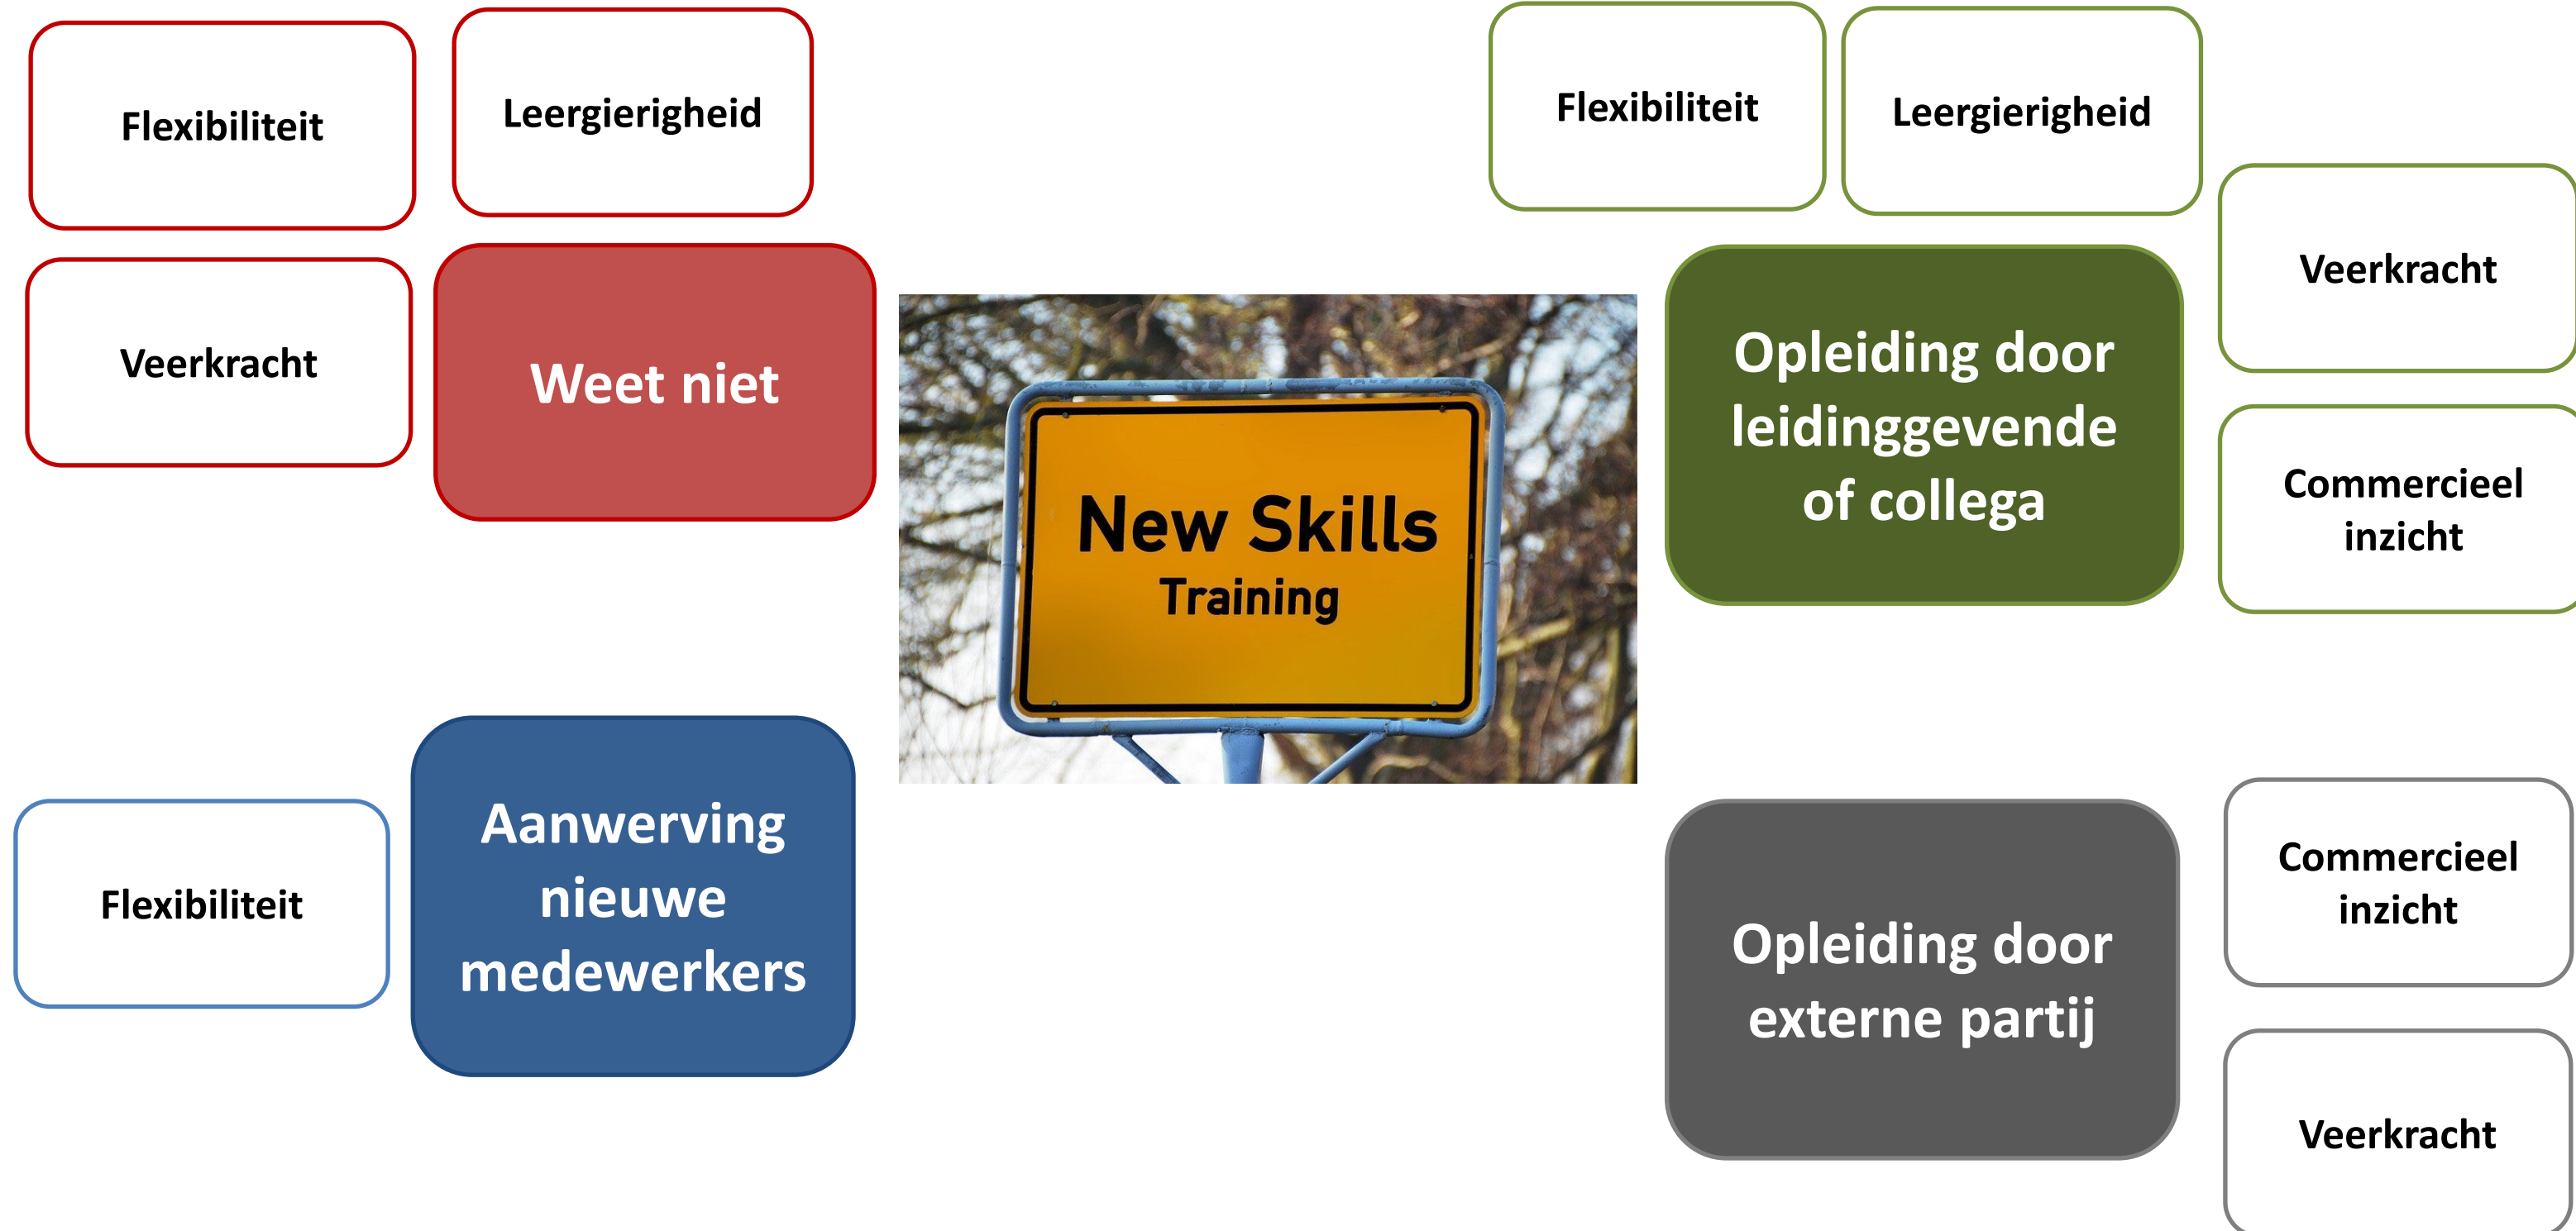 Flexibiliteit
Leergierigheid
Veerkracht
Weet niet
Flexibiliteit
Leergierigheid
Veerkracht
Opleiding door
leidinggevende
of collega
Commercieel
inzicht
New Skills
Training
Flexibiliteit
Aanwerving
nieuwe
medewerkers
Opleiding door
externe partij
Commercieel
inzicht
Veerkracht